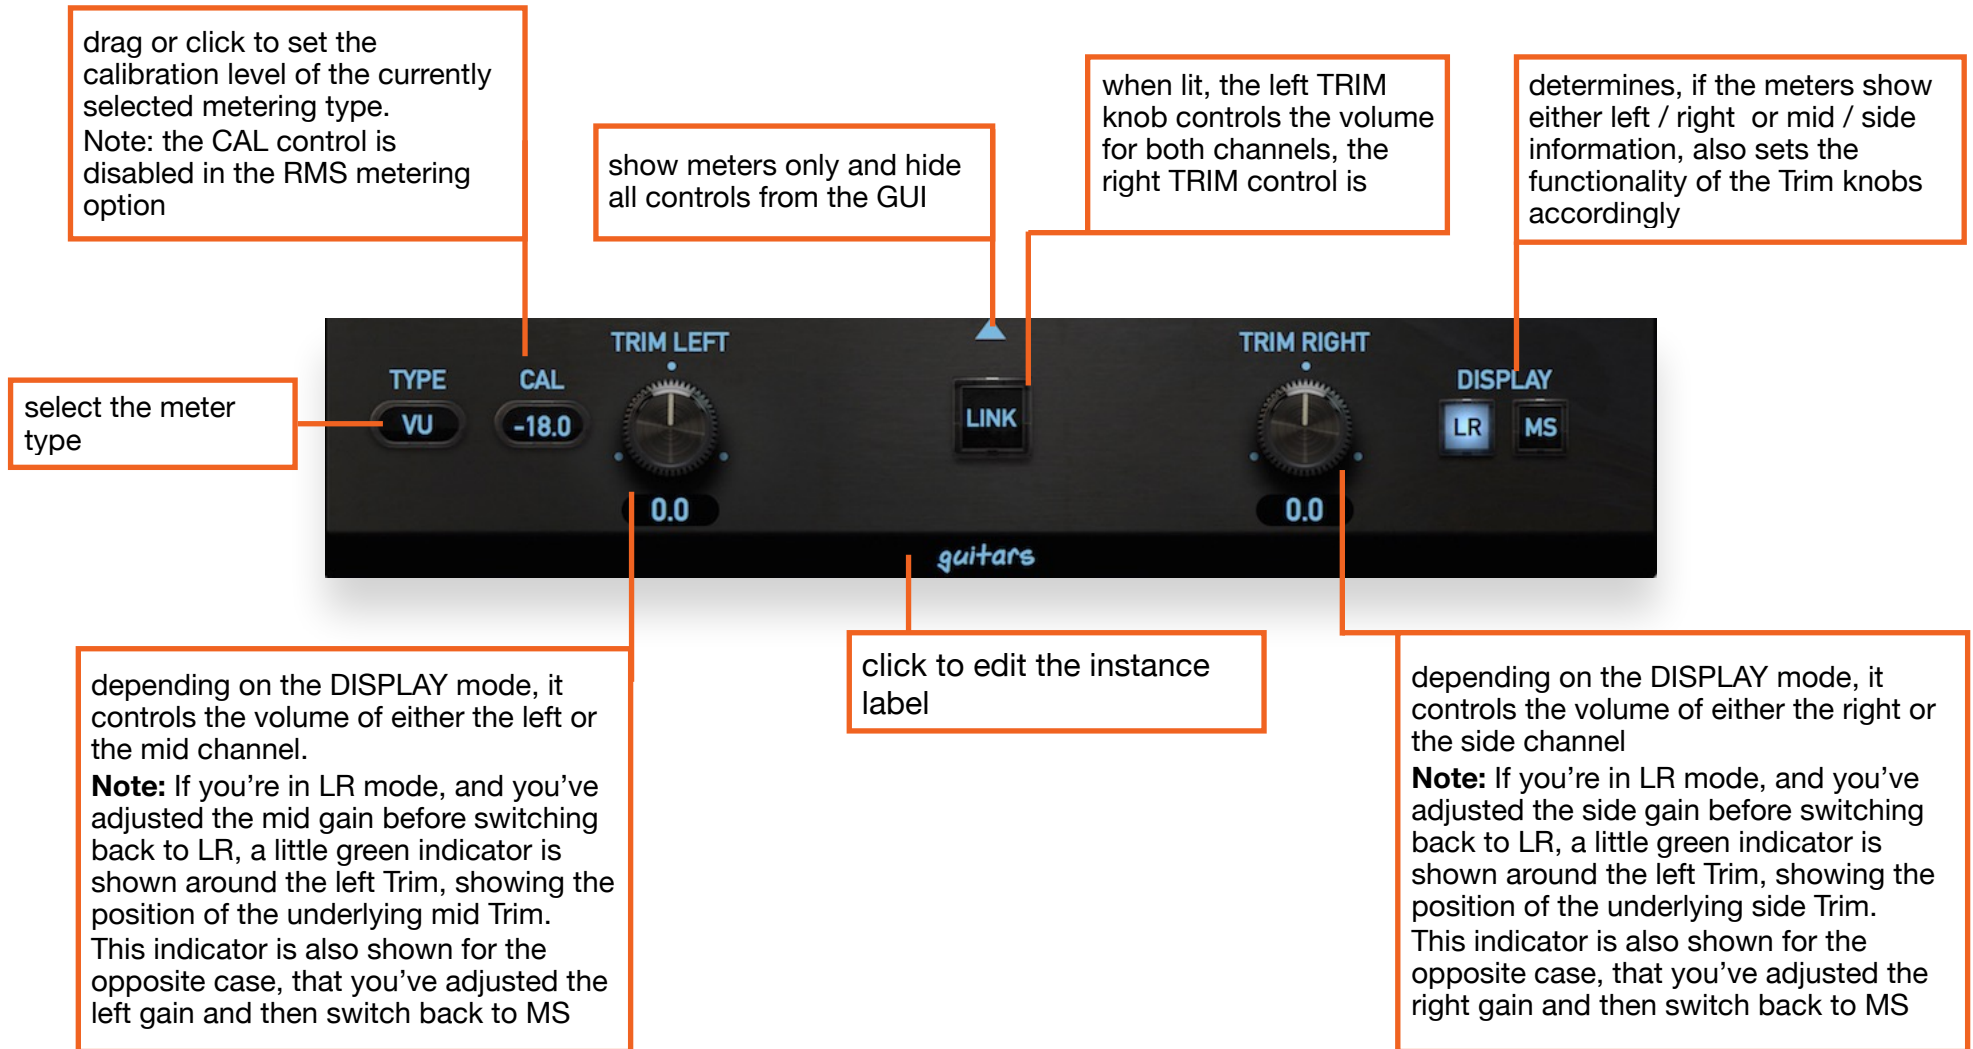 drag or click to set the
calibration level of the currently
selected metering type.
Note: the CAL control is
disabled in the RMS metering
option
show meters only and hide
all controls from the GUI
when lit, the left TRIM
knob controls the volume
for both channels, the
right TRIM control is
determines, if the meters show
either left / right or mid / side
information, also sets the
functionality of the Trim knobs
accordingly
select the meter
type
TYPE
VU
CAL
-18.0
TRIM LEFT
0.0
LINK
TRIM RIGHT
0.0
DISPLAY
LR
MS
guitars
depending on the DISPLAY mode, it
controls the volume of either the left or
the mid channel.
Note: If you’re in LR mode, and you’ve
adjusted the mid gain before switching
back to LR, a little green indicator is
shown around the left Trim, showing the
position of the underlying mid Trim.
This indicator is also shown for the
opposite case, that you’ve adjusted the
left gain and then switch back to MS
click to edit the instance
label
depending on the DISPLAY mode, it
controls the volume of either the right or
the side channel
Note: If you’re in LR mode, and you’ve
adjusted the side gain before switching
back to LR, a little green indicator is
shown around the left Trim, showing the
position of the underlying side Trim.
This indicator is also shown for the
opposite case, that you’ve adjusted the
right gain and then switch back to MS